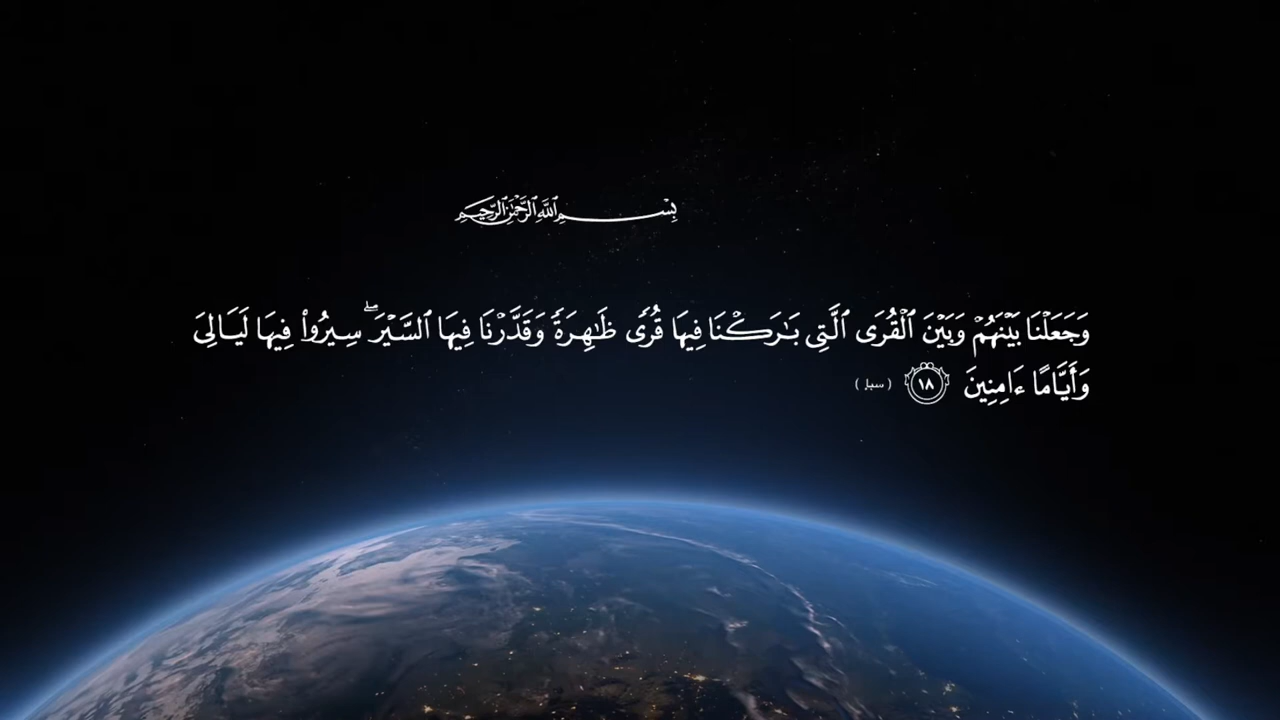 بِسْمِ ٱللَّهِ ٱلرَّحْمَٰنِ ٱلرَّحِيمِ
وَجَعَلْنَا بَيْنَهُمْ وَبَيْنَ ٱلْقُرَى ٱلَّتِى بَٰرَكْنَا فِيهَا قُرًى ظَٰهِرَةً وَقَدَّرْنَا فِيهَا ٱلسَّيْرَ ۖ سِيرُوا۟ فِيهَا لَيَالِىَ
وَأَيَّامًا ءَامِنِينَ ١٨ ( سبإ )